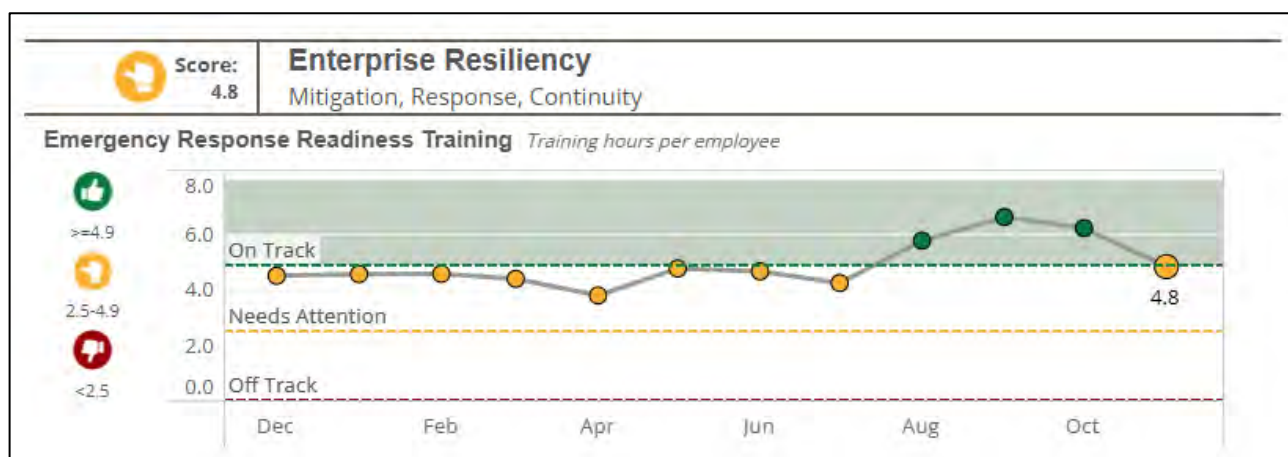 Score:
4.8
Enterprise Resiliency
Mitigation, Response, Continuity
Emergency Response Readiness Training Training hours per employee
>=4.9
2.5-4.9
<2.5
8.0
6.0
On Track
4.0
Needs Attention
2.0
0.0
Off Track
4.8
Dec Feb Apr Jun Aug Oct